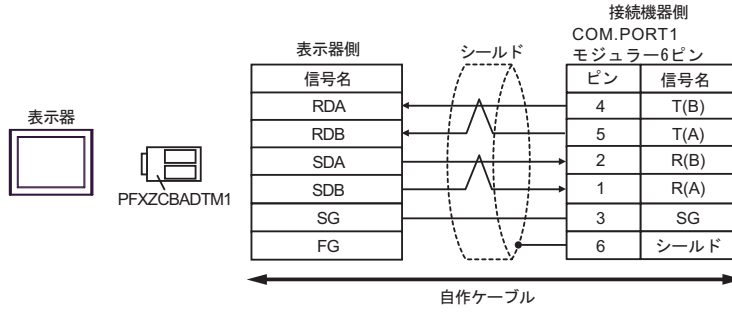 接続機器側
COM.PORT1
モジュラー6ピン
表示器側
シールド
信号名
ピン
信号名
RDA
4
T(B)
RDB
5
T(A)
SDA
2
R(B)
SDB
1
R(A)
SG
3
SG
FG
6
シールド
表示器
PFXZCBADTM1
自作ケーブル